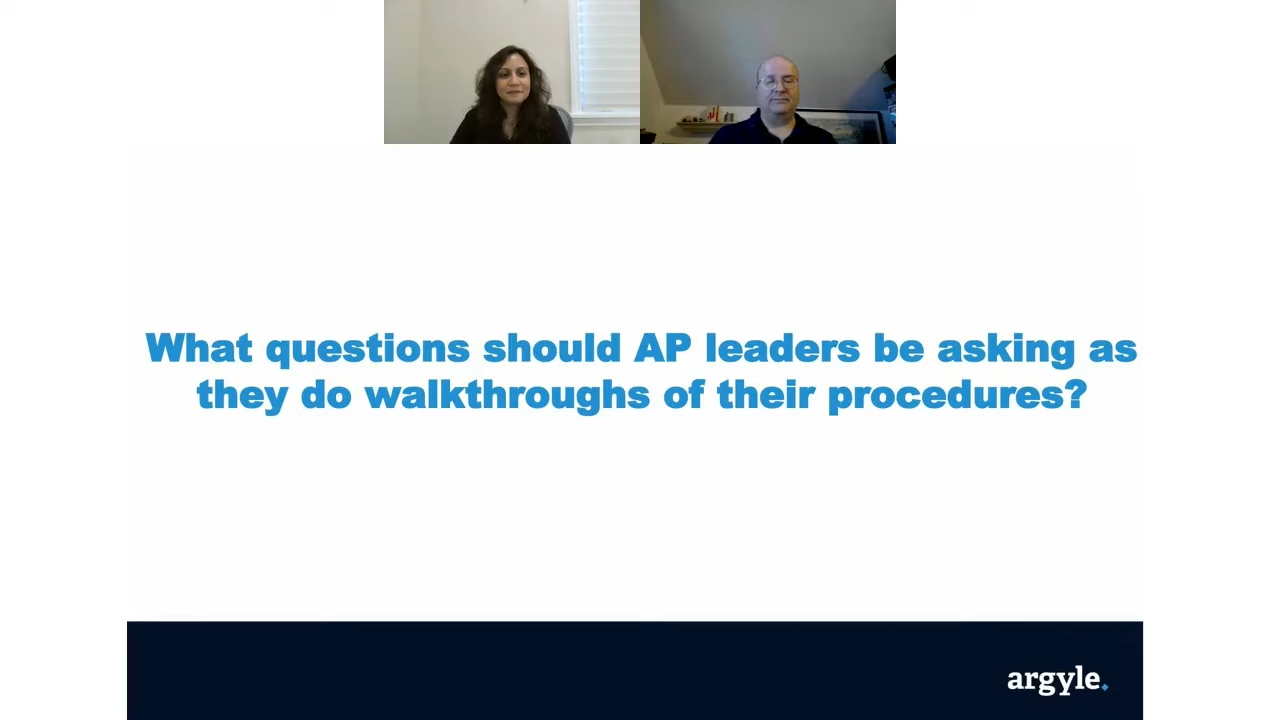 What questions should AP leaders be asking as
they do walkthroughs of their procedures?
argyle.